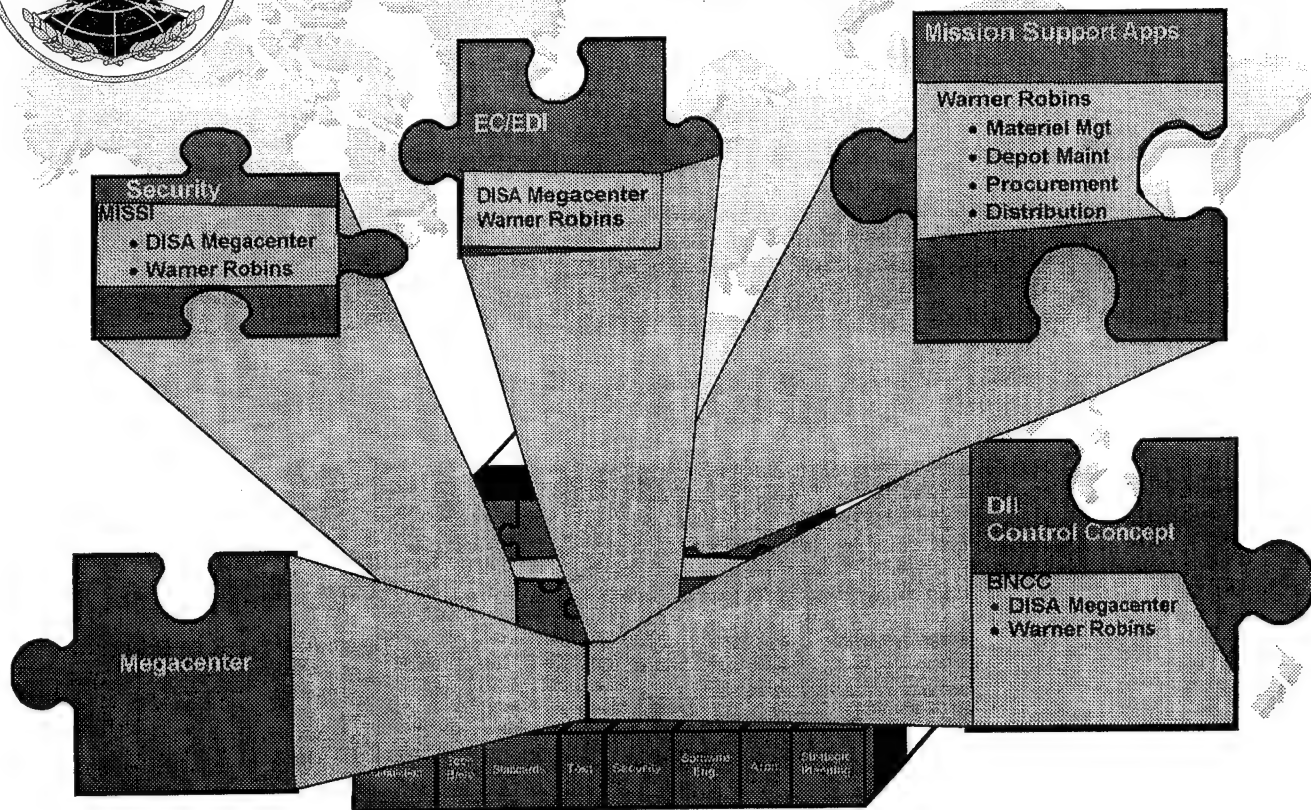 Mission Support Apps
Warner Robins
• Materiel Mgt
• Depot Maint
• Procurement
• Distribution
EC/EDI
DISA Megacenter
Warner Robins
Security
MISSI
• DISA Megacenter
• Warner Robins
DII
Control Concept
BNCC
• DISA Megacenter
• Warner Robins
Megacenter
Standards
Test
Security
Software
Eng.
Strategic
Planning